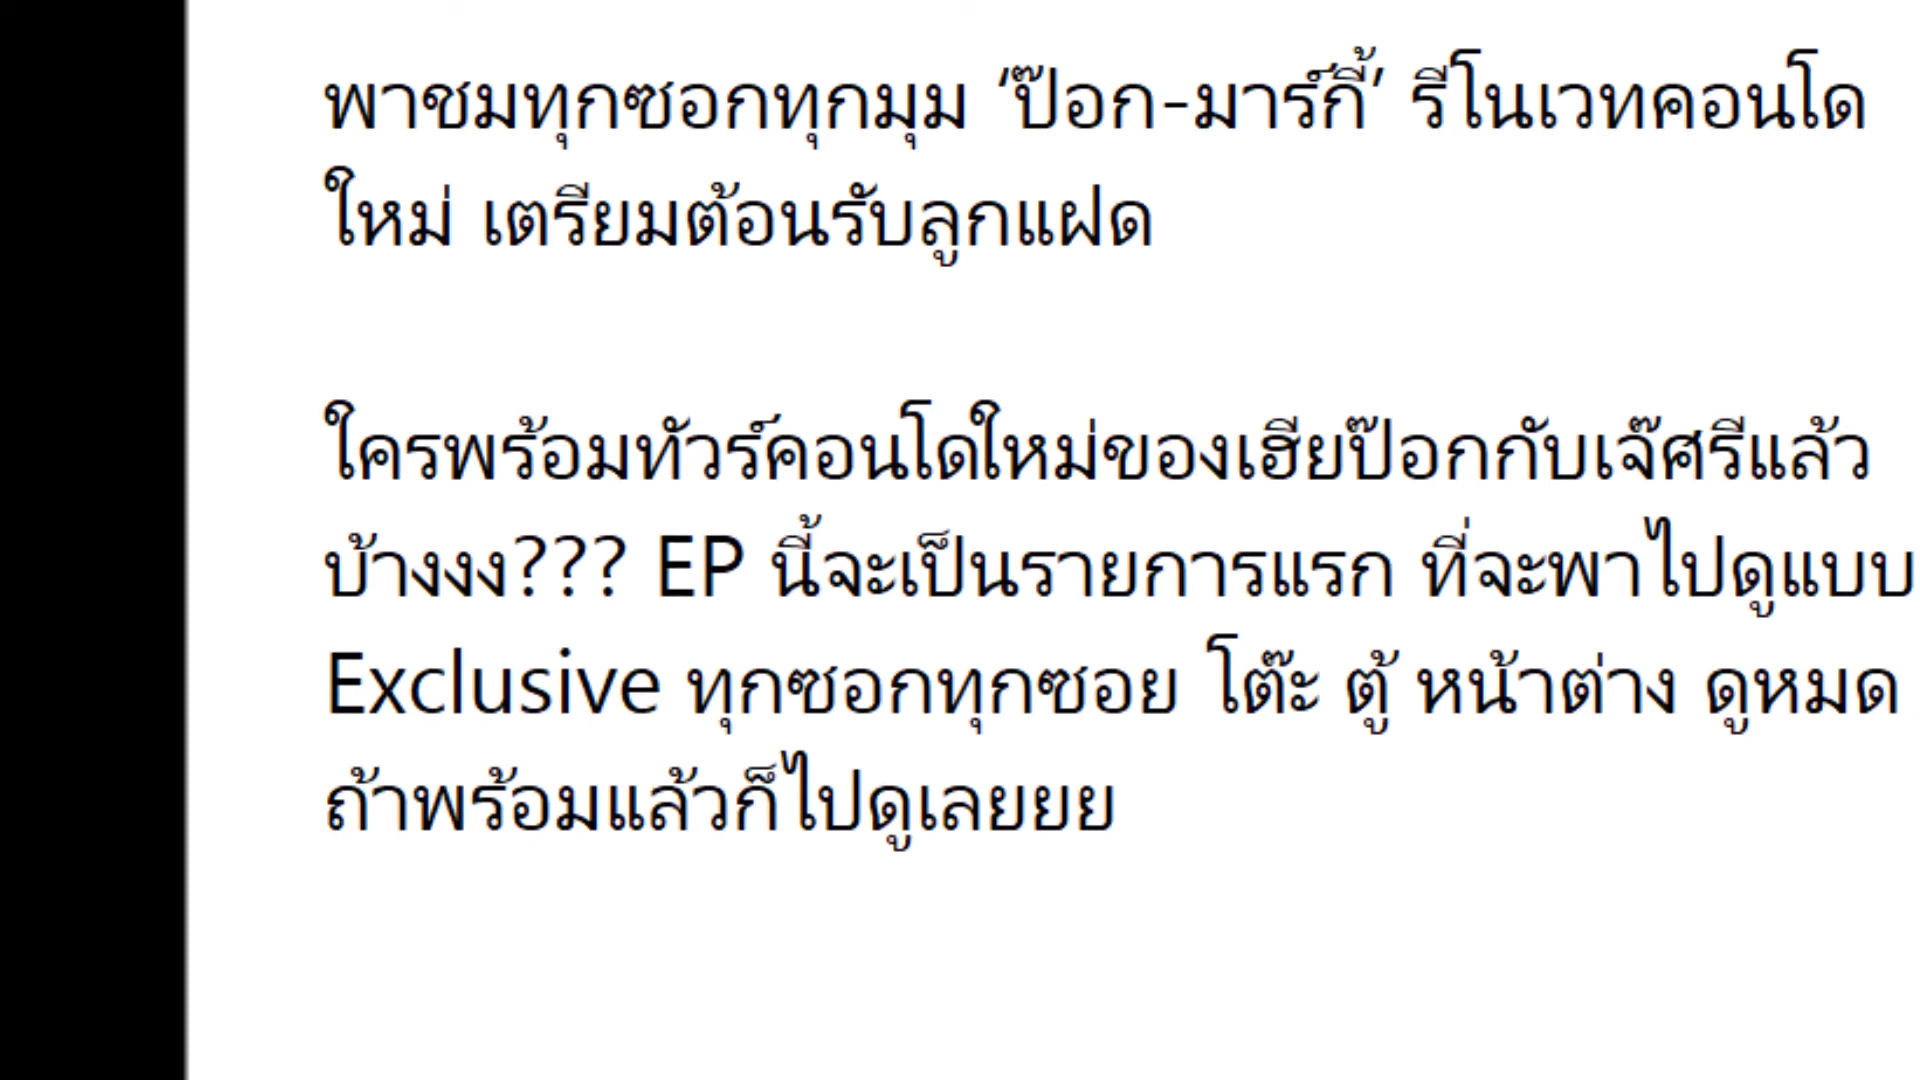 พาชมทุกซอกทุกมุม ‘ป๊อก-มาร์กี้’ รีโนเวทคอนโด
ใหม่ เตรียมต้อนรับลูกแฝด
ใครพร้อมทัวร์คอนโดใหม่ของเฮียป๊อกกับเจ๊ศรีแล้ว
บ้างงง??? EP นี้จะเป็นรายการแรก ที่จะพาไปดูแบบ
Exclusive ทุกซอกทุกซอย โต๊ะ ตู้ หน้าต่าง ดูหมด
ถ้าพร้อมแล้วก็ไปดูเลยยย